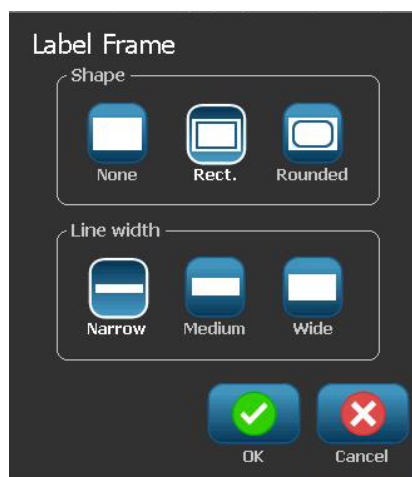 Label Frame
Shape
None Rect. Rounded
Line width
Narrow Medium Wide
OK Cancel